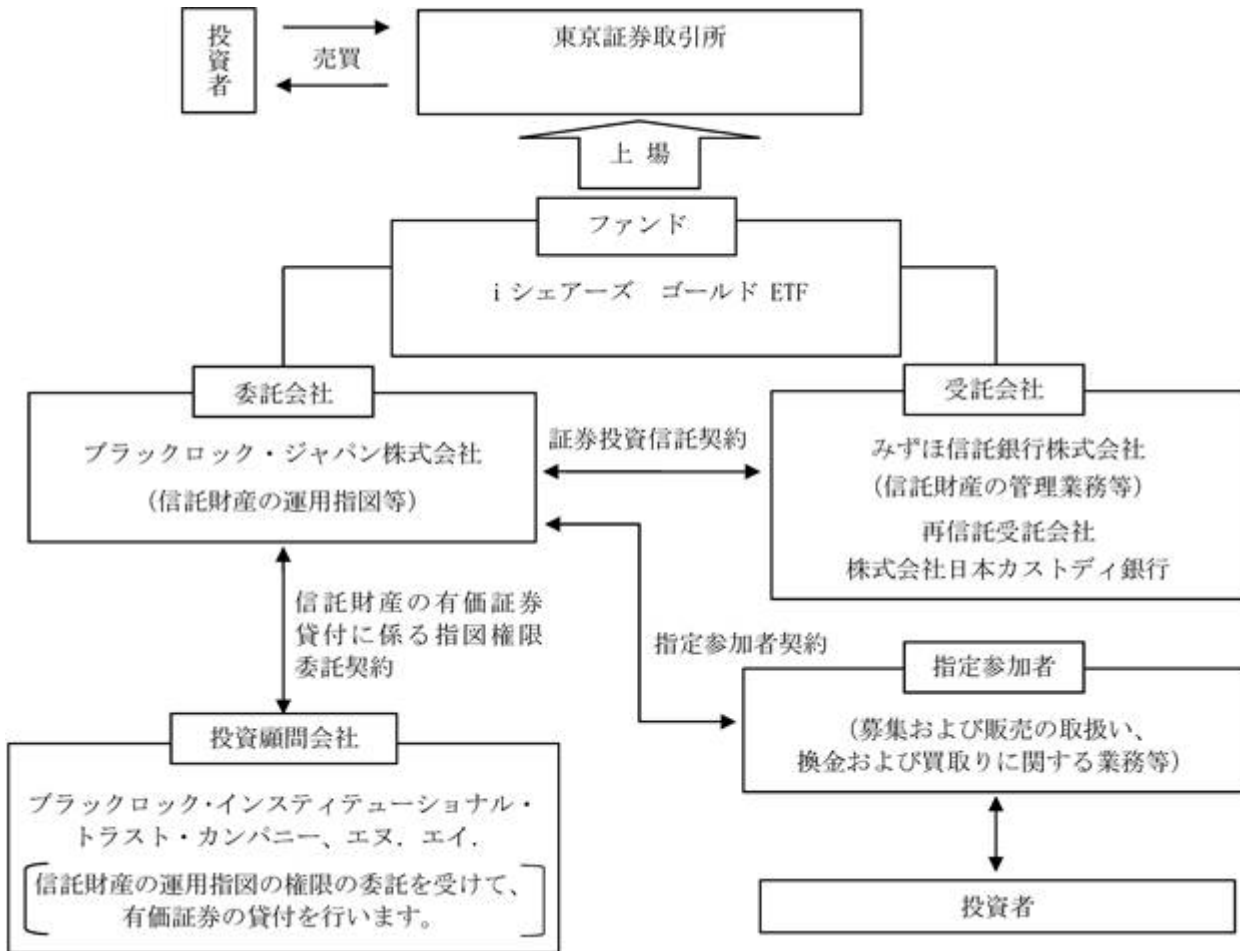 投資者
売買
東京証券取引所
上 場
ファンド
i シェアーズ　ゴールド ETF
委託会社
ブラックロック・ジャパン株式会社
（信託財産の運用指図等）
証券投資信託契約
受託会社
みずほ信託銀行株式会社
（信託財産の管理業務等）
再信託受託会社
株式会社日本カストディ銀行
信託財産の有価証券
貸付に係る指図権限
委託契約
指定参加者契約
指定参加者
（募集および販売の取扱い、
換金および買取りに関する業務等）
投資顧問会社
ブラックロック・インスティテューショナル・
トラスト・カンパニー、エヌ．エイ．
信託財産の運用指図の権限の委託を受けて、
有価証券の貸付を行います。
投資者